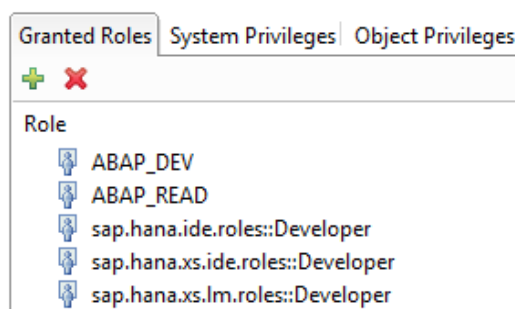 Granted Roles System Privileges Object Privileges
Role
ABAP_DEV
ABAP_READ
sap.hana.ide.roles::Developer
sap.hana.xs.ide.roles::Developer
sap.hana.xs.lm.roles::Developer